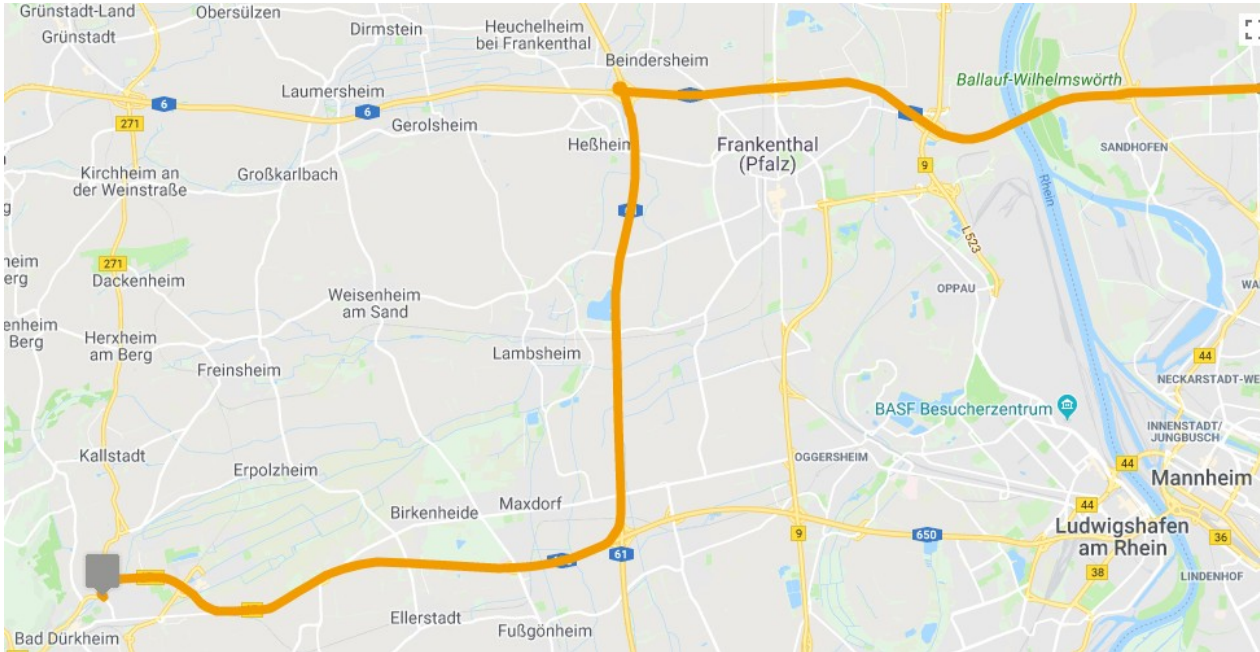 Grünstadt-Land
Obersülzen
Dirmstein
Heuchelheim
bei Frankenthal
Grünstadt
Beindersheim
Ballauf-Wilhelmswörth
Laumersheim
6
6
271
Gerolsheim
Heßheim
Frankenthal
(Pfalz)
SANDHOFEN
9
Kirchheim an
der Weinstraße
Großkarlbach
Rhein
L523
271
Dackenheim
Weisenheim
am Sand
OPPAU
Herxheim
am Berg
Berg
Freinsheim
Lambsheim
44
NECKARSTADT-WE
BASF Besucherzentrum
INNENSTADT/
JUNGBUSCH
Kallstadt
Erpolzheim
OGGERSHEIM
44
Mannheim
Maxdorf
Birkenheide
44
Ludwigshafen
am Rhein
9
650
36
61
38
LINDENHOF
Ellerstadt
Fußgönheim
Bad Dürkheim